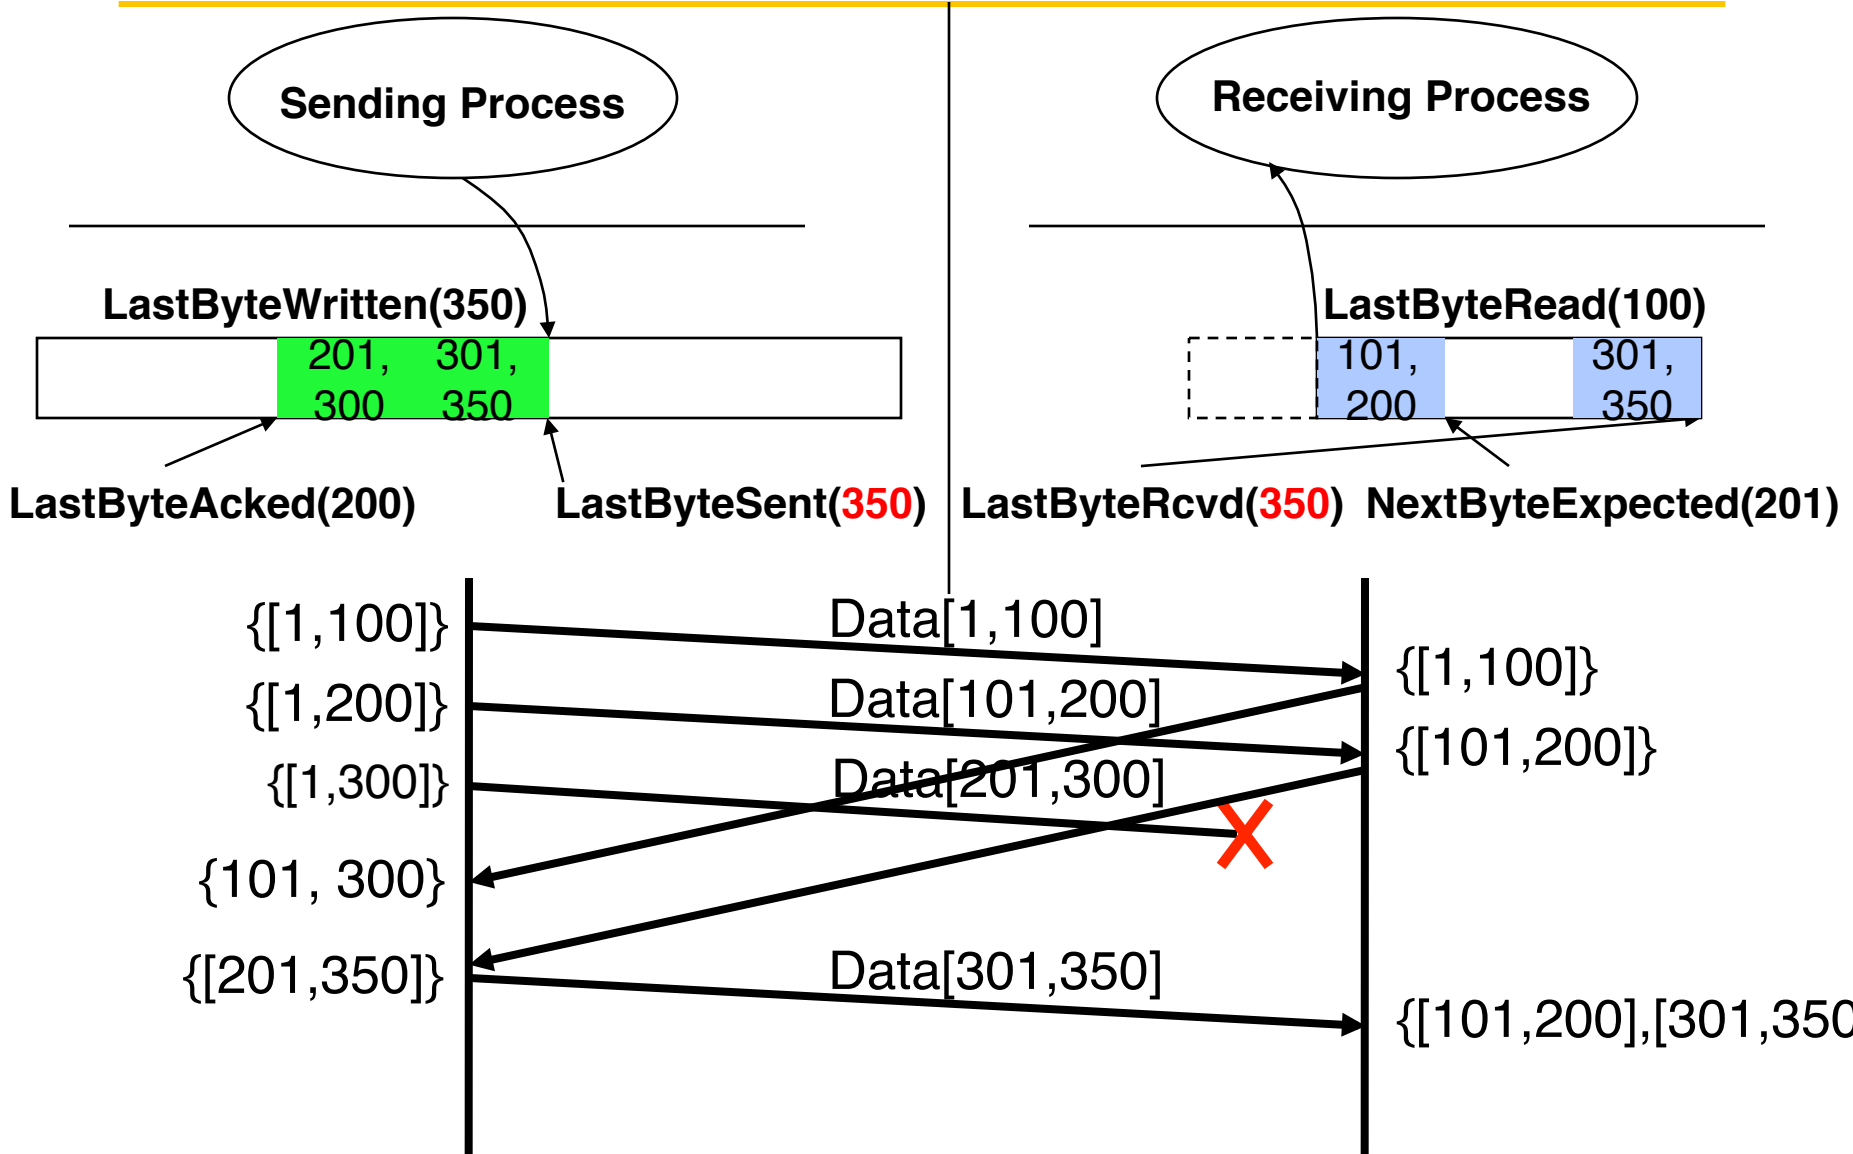 Sending Process
Receiving Process
LastByteWritten(350)
LastByteRead(100)
201, 301,
300 350
101, 301,
200 350
LastByteAcked(200) LastByteSent(350) LastByteRcvd(350) NextByteExpected(201)
{[1,100]} Data[1,100]
{[1,100]}
{[1,200]} Data[101,200]
{[101,200]}
{[1,300]} Data[201,300]
{101, 300}
{[201,350]} Data[301,350]
{[101,200],[301,350